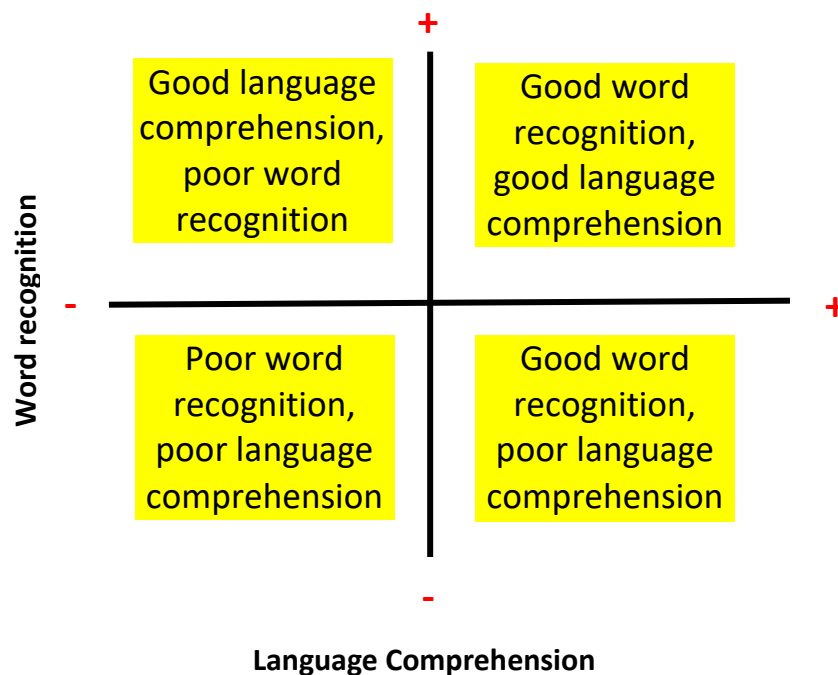 +
Good language
comprehension,
poor word
recognition
Good word
recognition,
good language
comprehension
Word recognition
-
+
Poor word
recognition,
poor language
comprehension
Good word
recognition,
poor language
comprehension
-
Language Comprehension